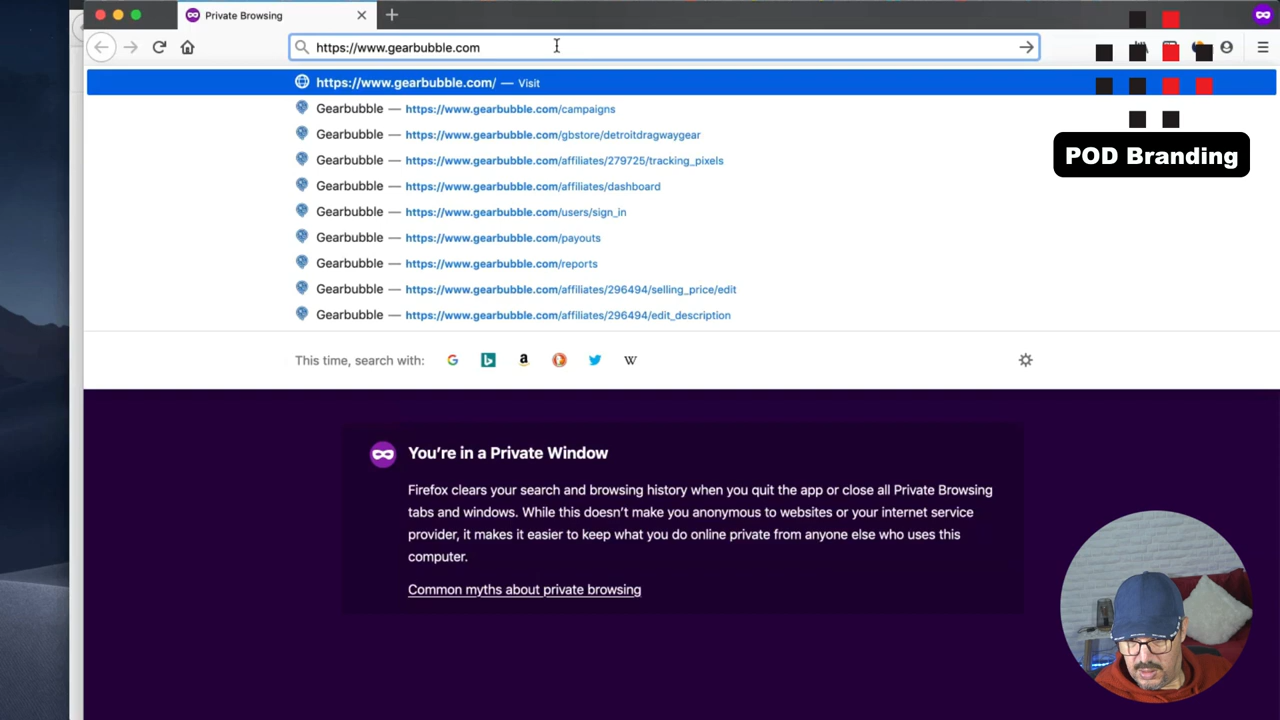 Private Browsing
https://www.gearbubble.com
https://www.gearbubble.com/ — Visit
Gearbubble — https://www.gearbubble.com/campaigns
Gearbubble — https://www.gearbubble.com/gbstore/detroitdragwaygear
Gearbubble — https://www.gearbubble.com/affiliates/279725/tracking_pixels
POD Branding
Gearbubble — https://www.gearbubble.com/affiliates/dashboard
Gearbubble — https://www.gearbubble.com/users/sign_in
Gearbubble — https://www.gearbubble.com/payouts
Gearbubble — https://www.gearbubble.com/reports
Gearbubble — https://www.gearbubble.com/affiliates/296494/selling_price/edit
Gearbubble — https://www.gearbubble.com/affiliates/296494/edit_description
This time, search with:
You’re in a Private Window
Firefox clears your search and browsing history when you quit the app or close all Private Browsing
tabs and windows. While this doesn’t make you anonymous to websites or your internet service
provider, it makes it easier to keep what you do online private from anyone else who uses this
computer.
Common myths about private browsing